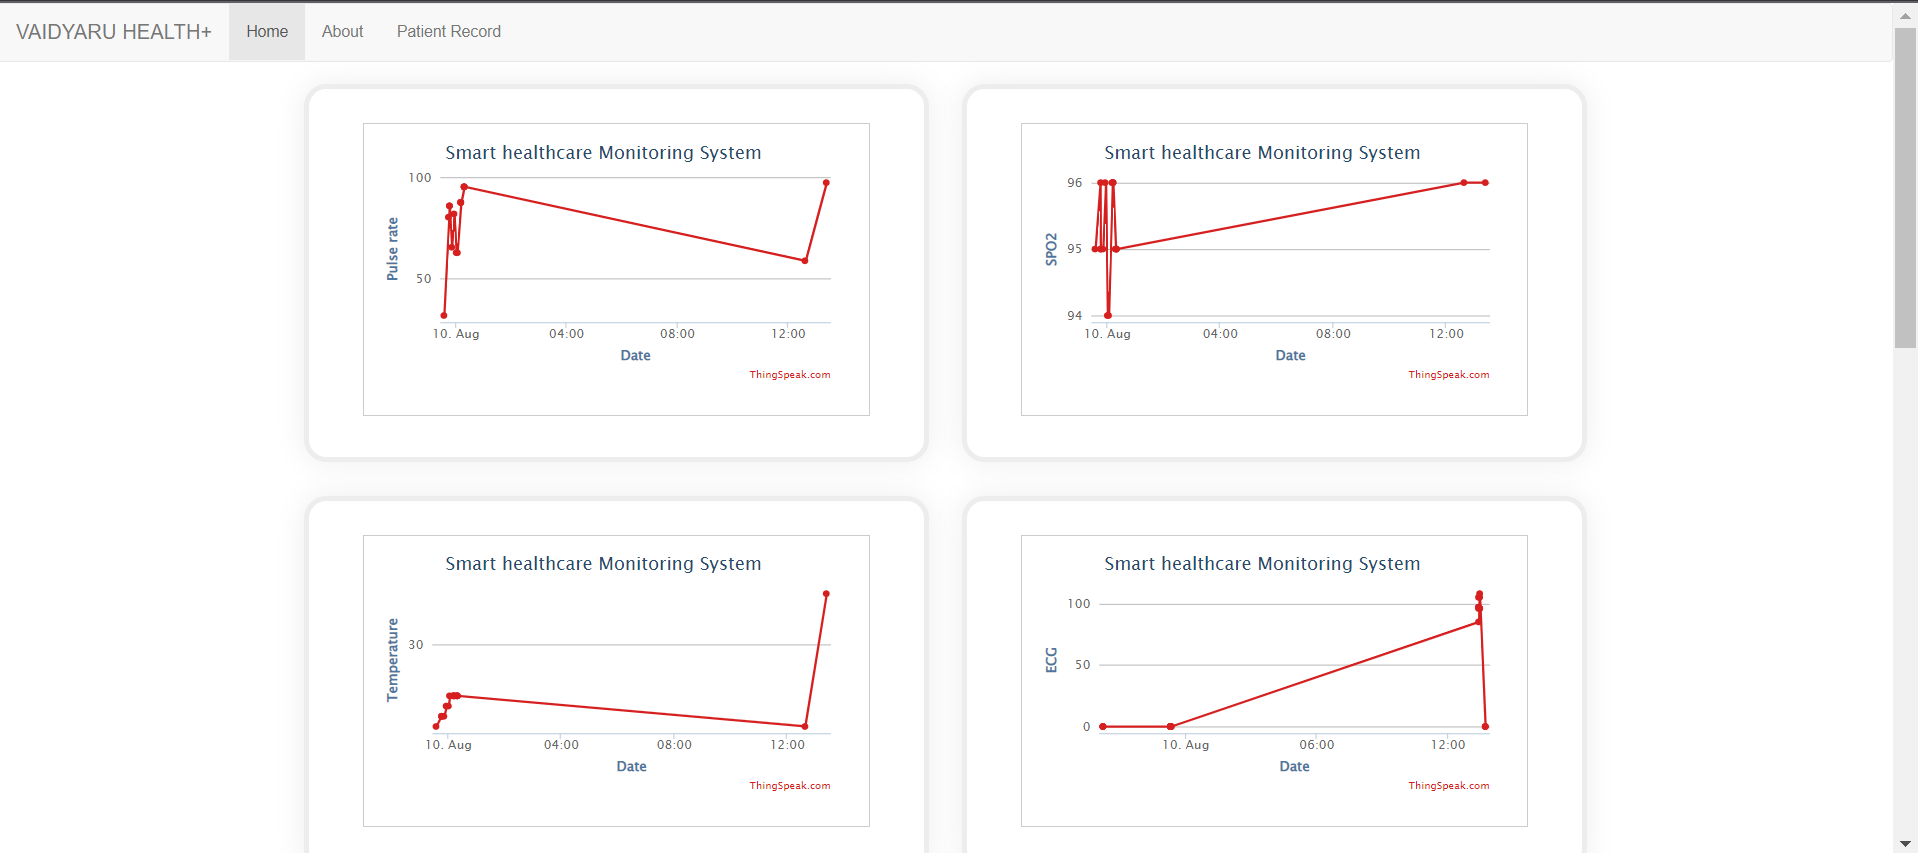 VAIDYARU HEALTH+ Home About Patient Record
Smart healthcare Monitoring System
100
Pulse rate
50
10. Aug 04:00 08:00 12:00
Date
ThingSpeak.com
Smart healthcare Monitoring System
96
SPO2
95
94
10. Aug 04:00 08:00 12:00
Date
ThingSpeak.com
Smart healthcare Monitoring System
Temperature
30
10. Aug 04:00 08:00 12:00
Date
ThingSpeak.com
Smart healthcare Monitoring System
100
ECG
50
0
10. Aug 06:00 12:00
Date
ThingSpeak.com